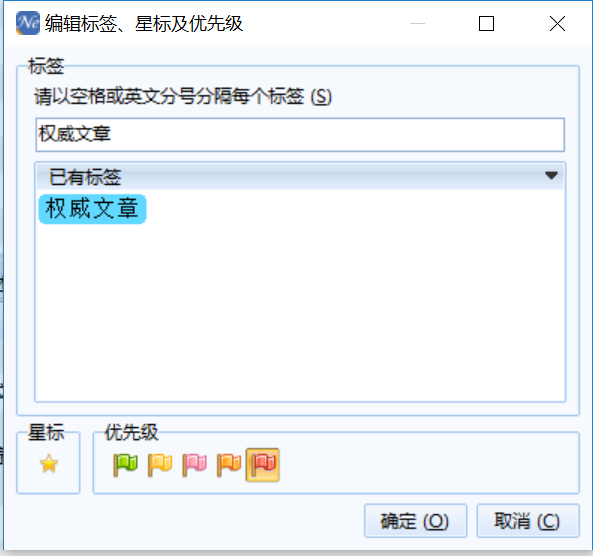 Ne 编辑标签、星标及优先级
标签
请以空格或英文分号分隔每个标签 (S)
权威文章
已有标签
权威文章
星标
优先级
确定 (O)
取消 (C)